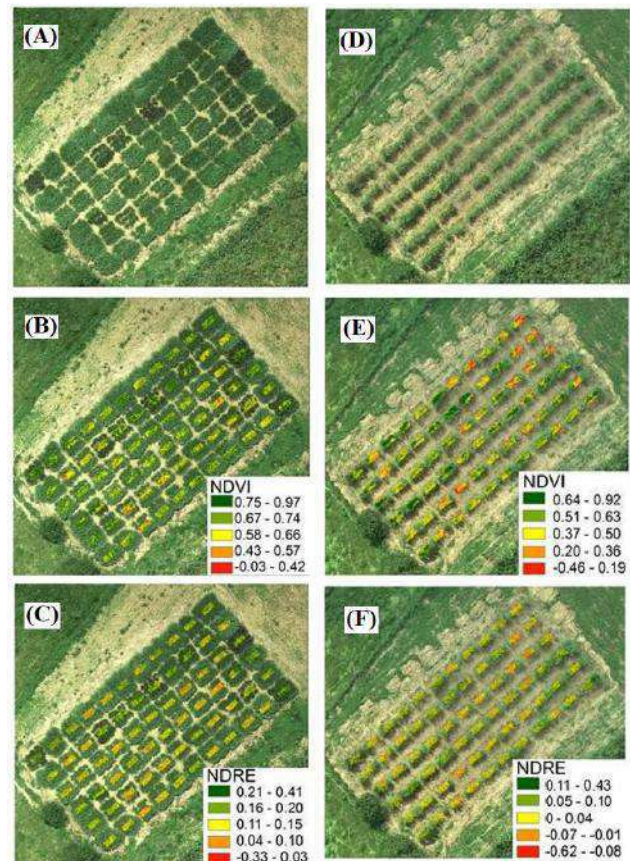 (A)
(D)
(B)
NDVI
0.75 - 0.97
0.67 - 0.74
0.58 - 0.66
0.43 - 0.57
-0.03 - 0.42
(E)
NDVI
0.64 - 0.92
0.51 - 0.63
0.37 - 0.50
0.20 - 0.36
-0.46 - 0.19
(C)
NDRE
0.21 - 0.41
0.16 - 0.20
0.11 - 0.15
0.04 - 0.10
-0.33 - 0.03
(F)
NDRE
0.11 - 0.43
0.05 - 0.10
0 - 0.04
-0.07 - -0.01
-0.62 - -0.08